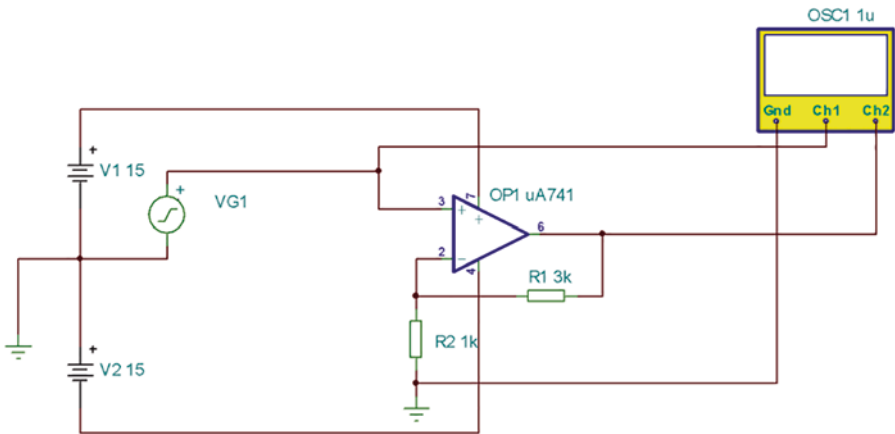 OSC1 1u
Gnd Ch1 Ch2
+
V1 15
+
VG1
OP1 uA741
3
+
+
7
6
2
−
4
R1 3k
R2 1k
+
V2 15